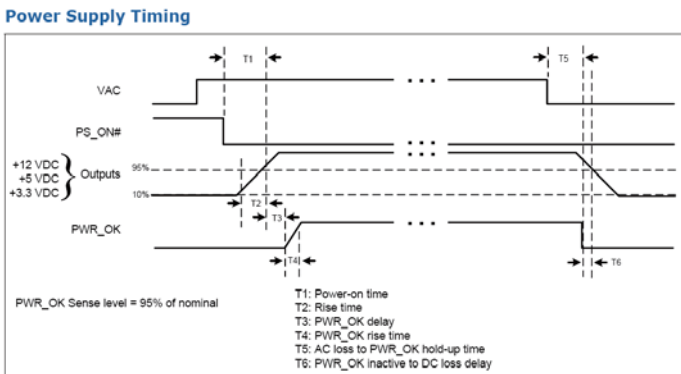 Power Supply Timing
T1
T5
VAC
PS_ON#
+12 VDC
+5 VDC
+3.3 VDC
Outputs
95%
10%
T2
T3
PWR_OK
T4
T6
PWR_OK Sense level = 95% of nominal
T1: Power-on time
T2: Rise time
T3: PWR_OK delay
T4: PWR_OK rise time
T5: AC loss to PWR_OK hold-up time
T6: PWR_OK inactive to DC loss delay